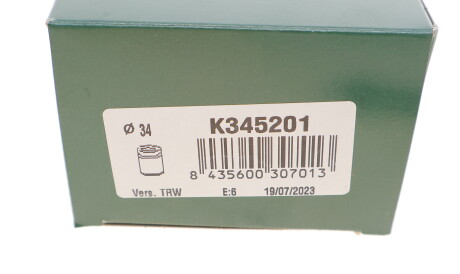 Ø 34
K345201
8 435600 307013
Vers. TRW
E:6
19/07/2023